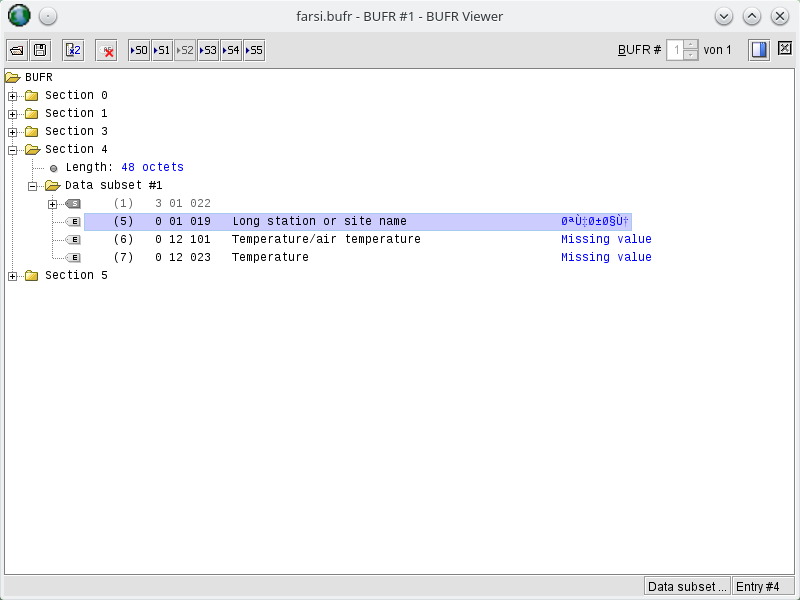 farsi.bufr - BUFR #1 - BUFR Viewer
x2 S0 S1 S2 S3 S4 S5 BUFR # 1 von 1
BUFR
Section 0
Section 1
Section 3
Section 4
Length: 48 octets
Data subset #1
S (1) 3 01 022
E (5) 0 01 019 Long station or site name تهران
E (6) 0 12 101 Temperature/air temperature Missing value
E (7) 0 12 023 Temperature Missing value
Section 5
Data subset ... Entry #4